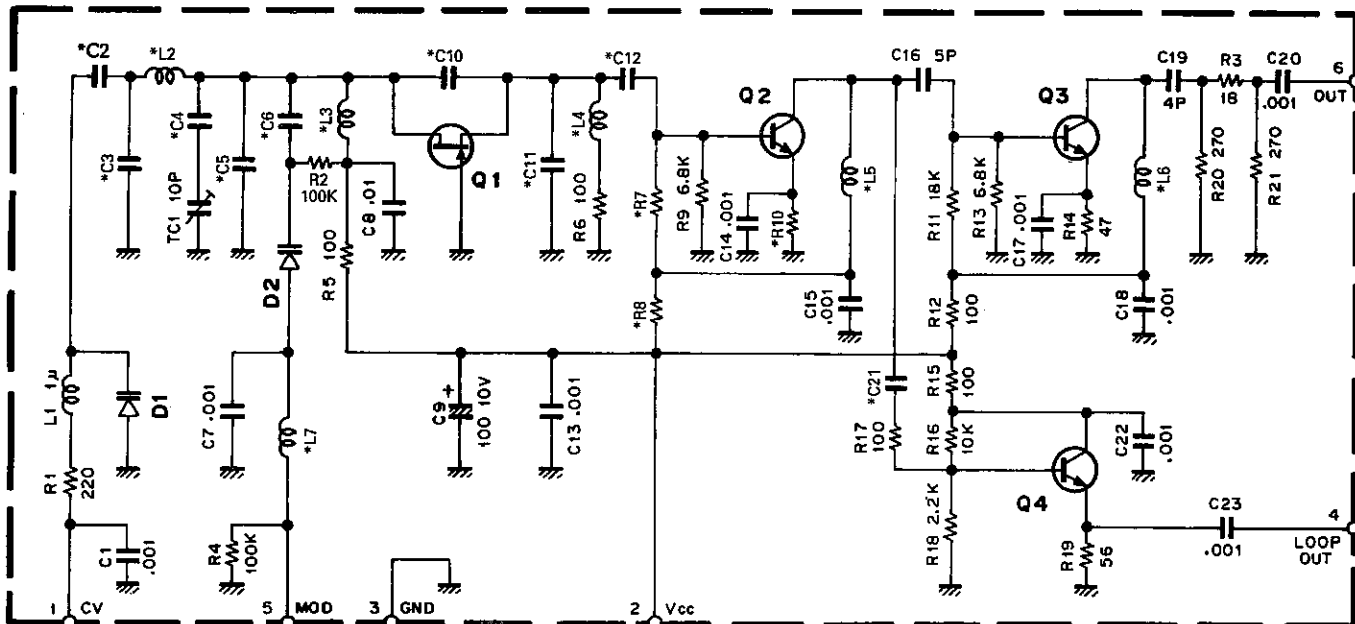 *C2
*L2
*C3
*C4
TC1 10P
*C5
*C6
*L3
R2
100K
C8 .01
R5 100
D2
*C10
Q1
*C11
*L4
R6 100
*C12
*R7
R9 6.8K
C14 .001
*R10
Q2
*L5
*R8
C15
.001
C16 5P
R11 18K
R13 6.8K
C17 .001
R14
47
Q3
*L6
R12
100
C18
.001
C19
4P
R3
18
C20
.001
6
OUT
R20 270
R21 270
L1 1μ
D1
R1
220
C1
.001
C7 .001
*L7
R4
100K
C9 +
100 10V
C13 .001
*C21
R17
100
R15
100
R16
10K
R18 2.2K
Q4
C22
.001
R19
56
C23
.001
4
LOOP
OUT
1 CV
5 MOD
3 GND
2 Vcc